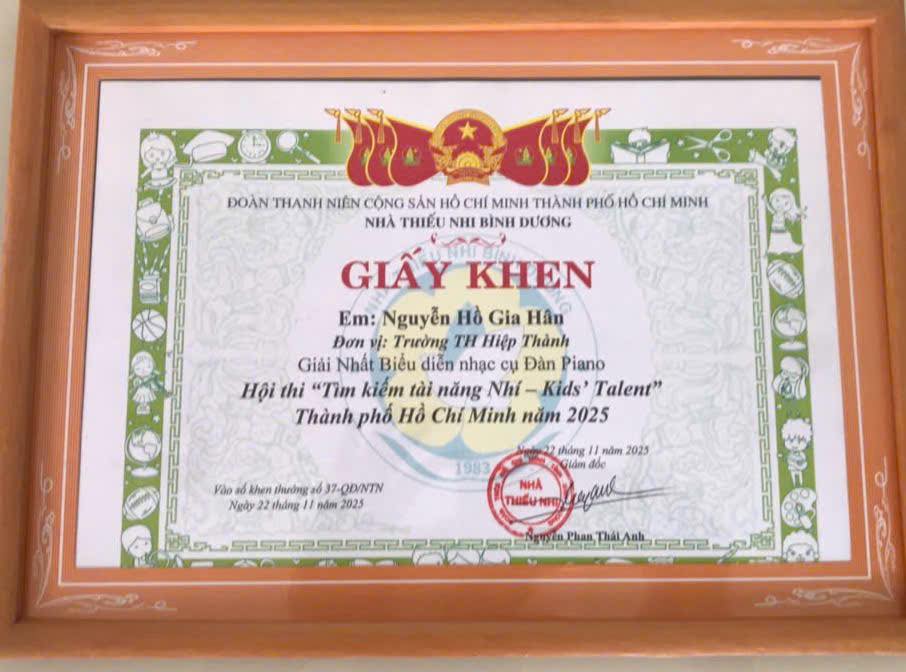 ĐOÀN THANH NIÊN CỘNG SẢN HỒ CHÍ MINH THÀNH PHỐ HỒ CHÍ MINH
NHÀ THIẾU NHI BÌNH DƯƠNG
GIẤY KHEN
Em: Nguyễn Hồ Gia Hân
Đơn vị: Trường TH Hiệp Thành
Giải Nhất Biểu diễn nhạc cụ Đàn Piano
Hội thi “Tìm kiếm tài năng Nhí – Kids’ Talent”
Thành phố Hồ Chí Minh năm 2025
Ngày 22 tháng 11 năm 2025
Giám đốc
1983
Vào sổ khen thưởng số 37-QĐ/NTN
Ngày 22 tháng 11 năm 2025
NHÀ
THIẾU NHI
Nguyễn Phan Thái Anh